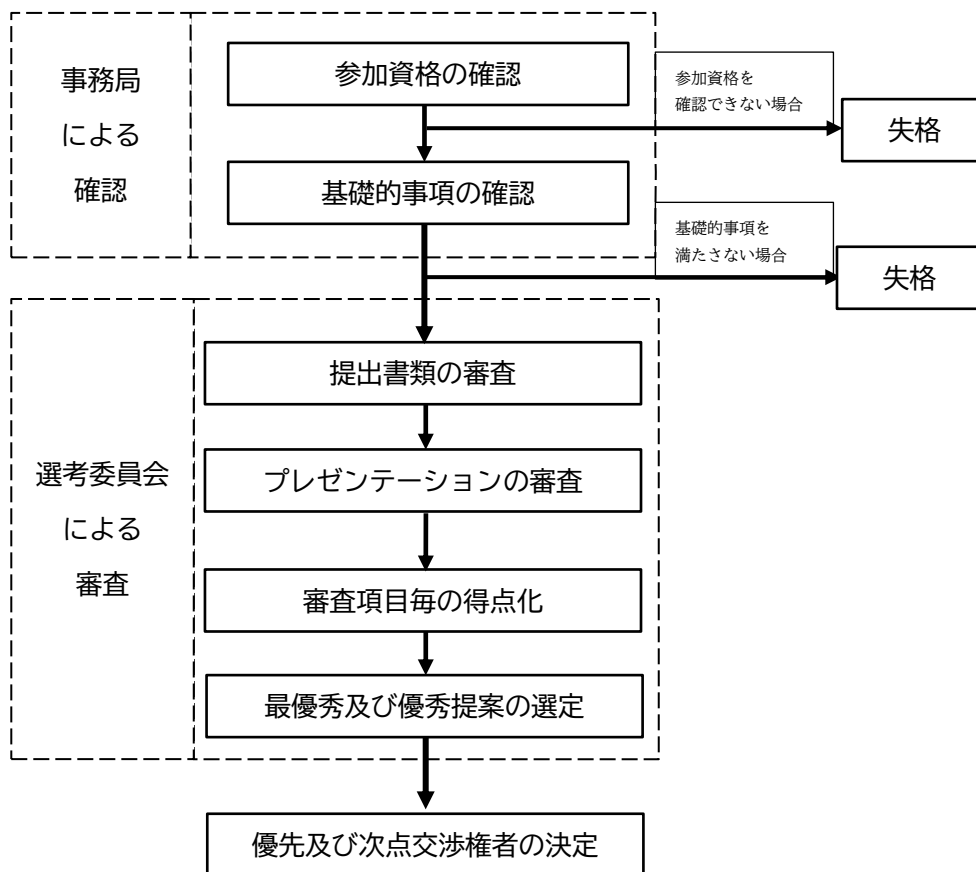 事務局
による
確認
参加資格の確認
参加資格を
確認できない場合
失格
基礎的事項の確認
基礎的事項を
満たさない場合
失格
選考委員会
による
審査
提出書類の審査
プレゼンテーションの審査
審査項目毎の得点化
最優秀及び優秀提案の選定
優先及び次点交渉権者の決定